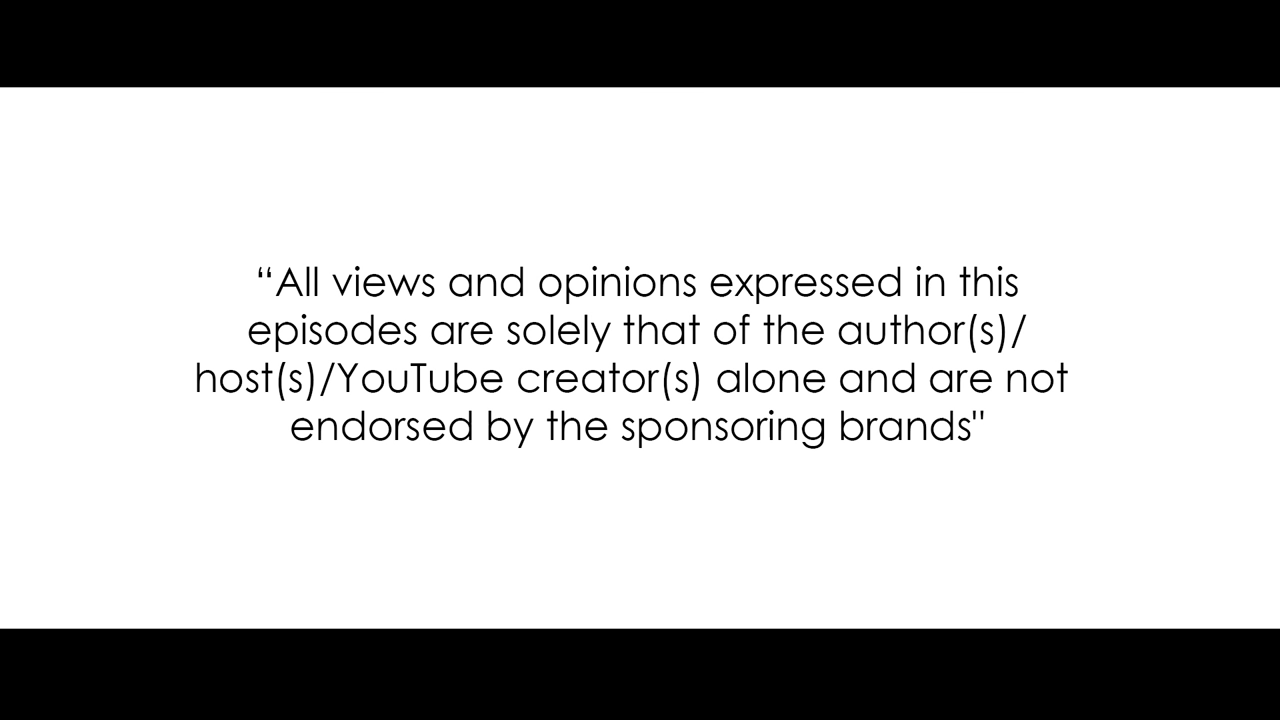 “All views and opinions expressed in this
episodes are solely that of the author(s)/
host(s)/YouTube creator(s) alone and are not
endorsed by the sponsoring brands"